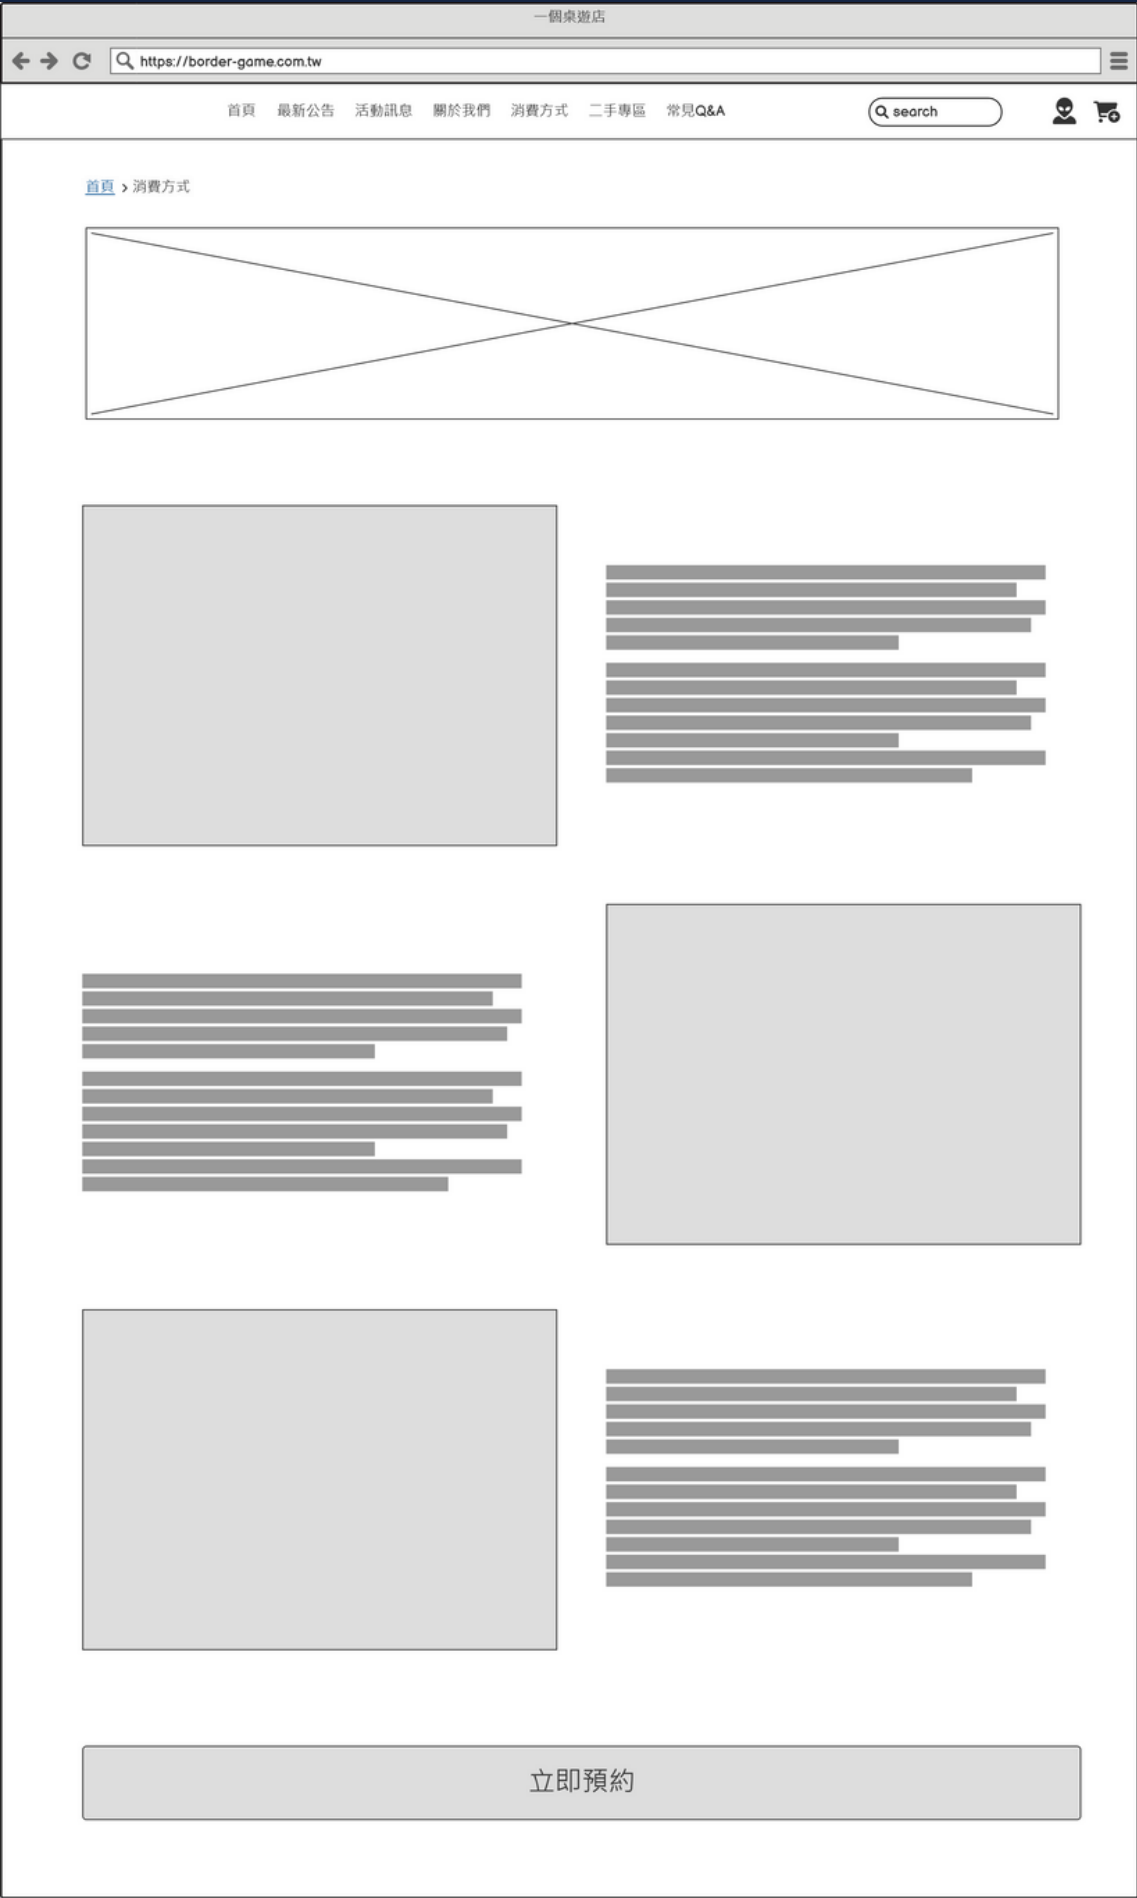 一個桌遊店
https://border-game.com.tw
首頁 最新公告 活動訊息 關於我們 消費方式 二手專區 常見Q&A search
首頁 > 消費方式
立即預約